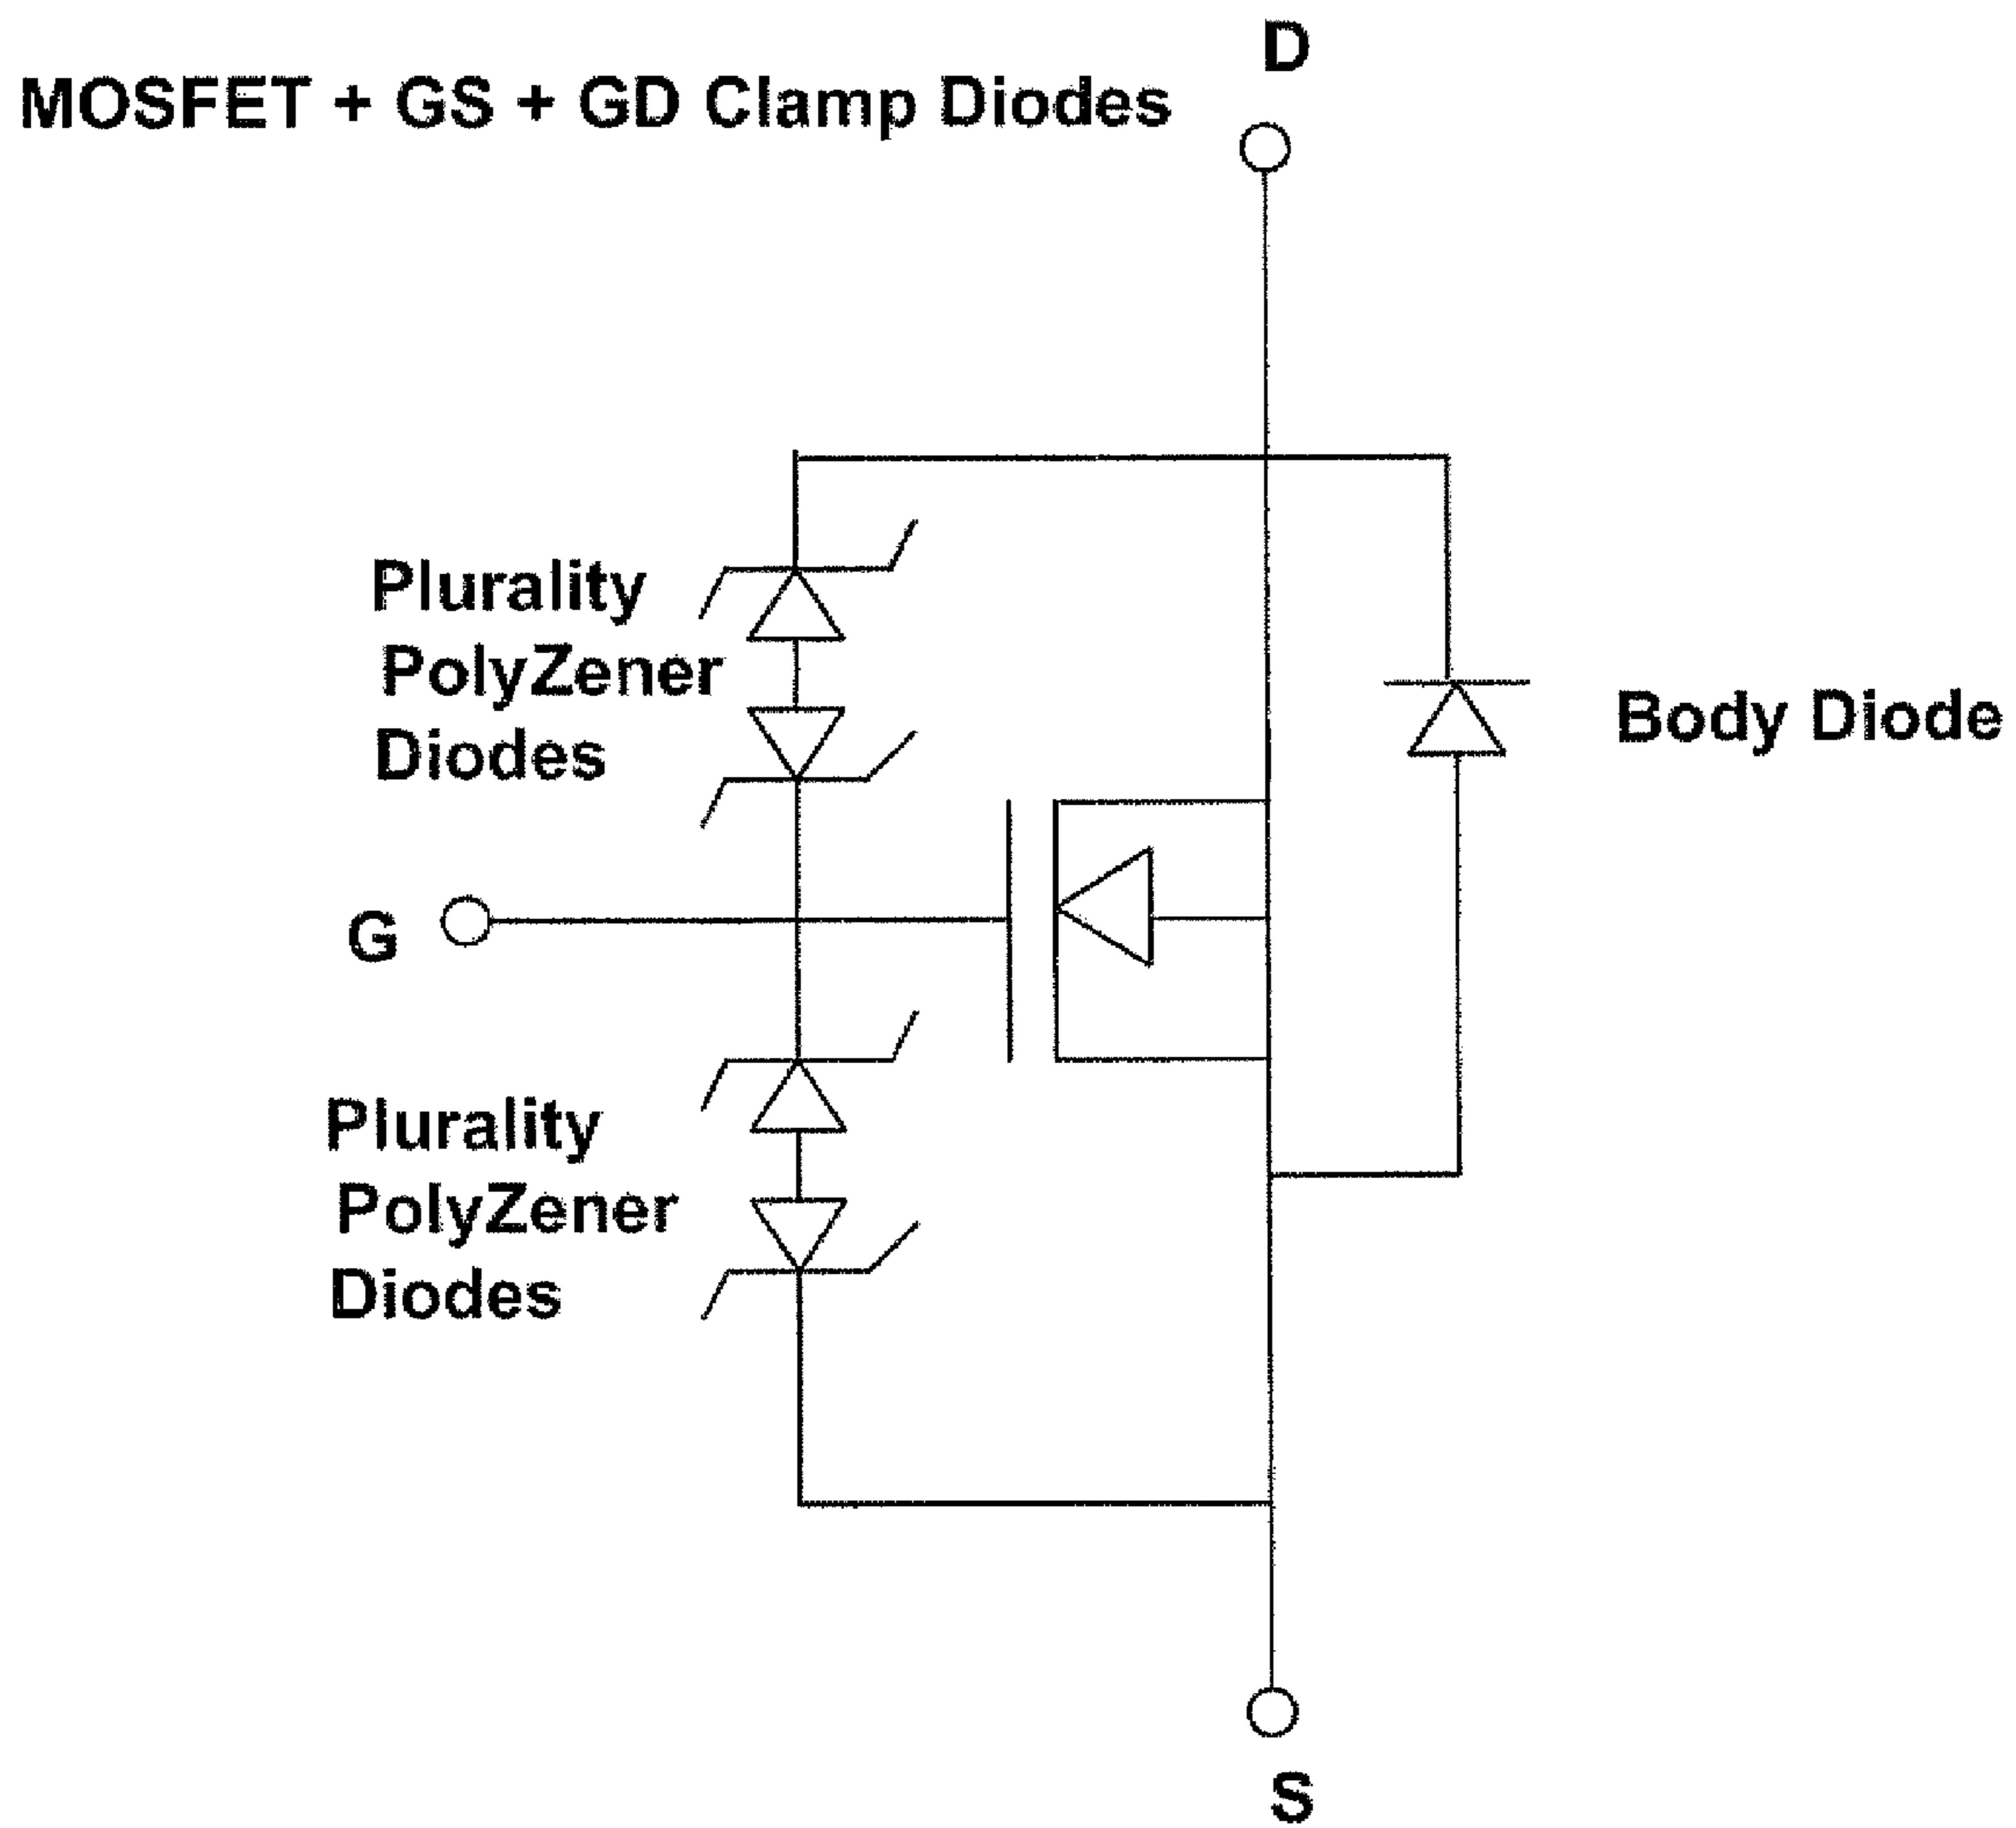 D
MOSFET + GS + GD Clamp Diodes
Plurality
PolyZener
Diodes
Body Diode
G
Plurality
PolyZener
Diodes
S